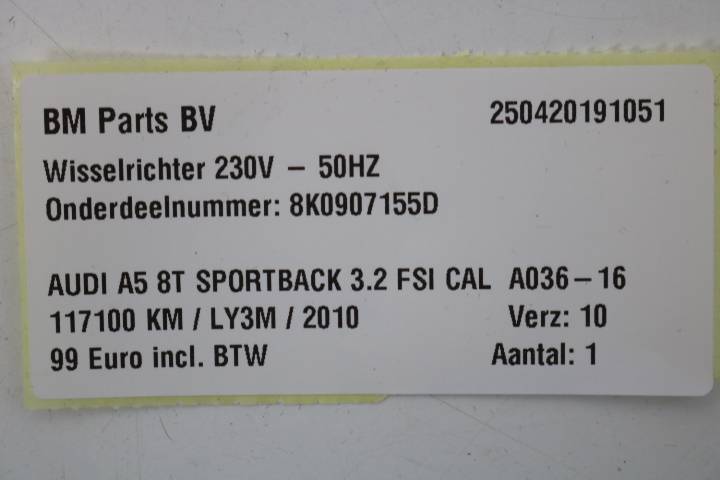 BM Parts BV 250420191051
Wisselrichter 230V – 50HZ
Onderdeelnummer: 8K0907155D
AUDI A5 8T SPORTBACK 3.2 FSI CAL A036–16
117100 KM / LY3M / 2010 Verz: 10
99 Euro incl. BTW Aantal: 1